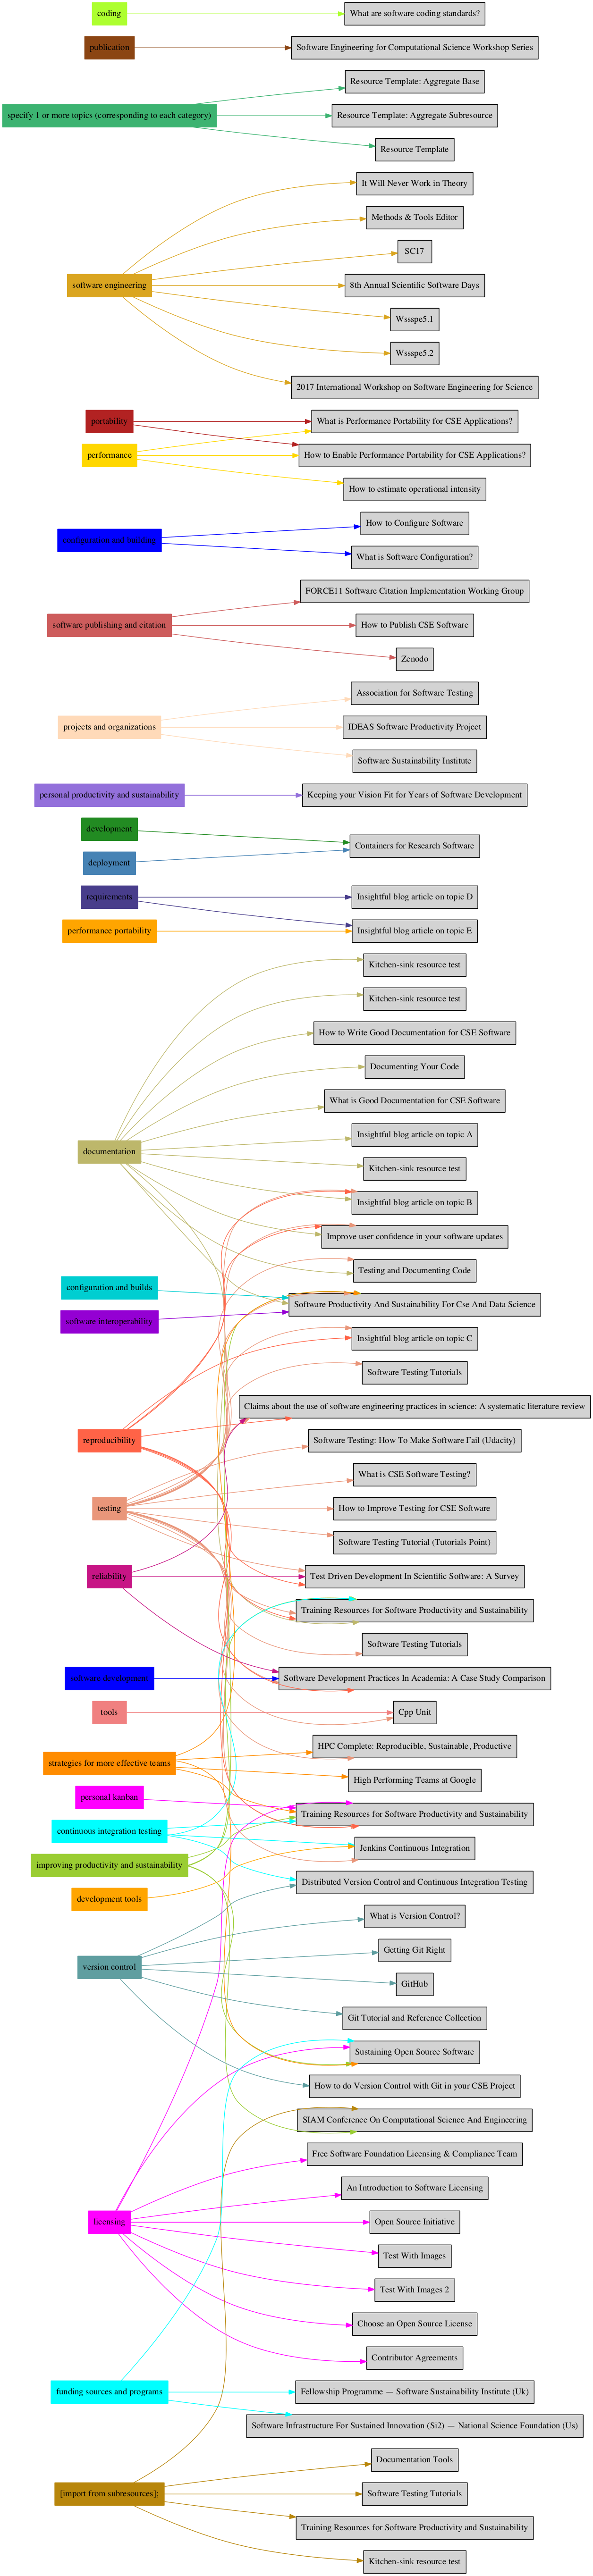 coding
What are software coding standards?
publication
Software Engineering for Computational Science Workshop Series
Resource Template: Aggregate Base
specify 1 or more topics (corresponding to each category)
Resource Template: Aggregate Subresource
Resource Template
It Will Never Work in Theory
Methods & Tools Editor
SC17
software engineering
8th Annual Scientific Software Days
Wssspe5.1
Wssspe5.2
2017 International Workshop on Software Engineering for Science
portability
What is Performance Portability for CSE Applications?
performance
How to Enable Performance Portability for CSE Applications?
How to estimate operational intensity
How to Configure Software
configuration and building
What is Software Configuration?
FORCE11 Software Citation Implementation Working Group
software publishing and citation
How to Publish CSE Software
Zenodo
Association for Software Testing
projects and organizations
IDEAS Software Productivity Project
Software Sustainability Institute
personal productivity and sustainability
Keeping your Vision Fit for Years of Software Development
development
Containers for Research Software
deployment
requirements
Insightful blog article on topic D
performance portability
Insightful blog article on topic E
Kitchen-sink resource test
Kitchen-sink resource test
How to Write Good Documentation for CSE Software
Documenting Your Code
What is Good Documentation for CSE Software
Insightful blog article on topic A
documentation
Kitchen-sink resource test
Insightful blog article on topic B
Improve user confidence in your software updates
Testing and Documenting Code
configuration and builds
Software Productivity And Sustainability For Cse And Data Science
software interoperability
Insightful blog article on topic C
Software Testing Tutorials
Claims about the use of software engineering practices in science: A systematic literature review
reproducibility
Software Testing: How To Make Software Fail (Udacity)
What is CSE Software Testing?
testing
How to Improve Testing for CSE Software
Software Testing Tutorial (Tutorials Point)
reliability
Test Driven Development In Scientific Software: A Survey
Training Resources for Software Productivity and Sustainability
Software Testing Tutorials
software development
Software Development Practices In Academia: A Case Study Comparison
tools
Cpp Unit
HPC Complete: Reproducible, Sustainable, Productive
strategies for more effective teams
High Performing Teams at Google
personal kanban
Training Resources for Software Productivity and Sustainability
continuous integration testing
Jenkins Continuous Integration
improving productivity and sustainability
Distributed Version Control and Continuous Integration Testing
development tools
What is Version Control?
Getting Git Right
version control
GitHub
Git Tutorial and Reference Collection
Sustaining Open Source Software
How to do Version Control with Git in your CSE Project
SIAM Conference On Computational Science And Engineering
Free Software Foundation Licensing & Compliance Team
An Introduction to Software Licensing
licensing
Open Source Initiative
Test With Images
Test With Images 2
Choose an Open Source License
Contributor Agreements
funding sources and programs
Fellowship Programme — Software Sustainability Institute (Uk)
Software Infrastructure For Sustained Innovation (Si2) — National Science Foundation (Us)
Documentation Tools
[import from subresources];
Software Testing Tutorials
Training Resources for Software Productivity and Sustainability
Kitchen-sink resource test